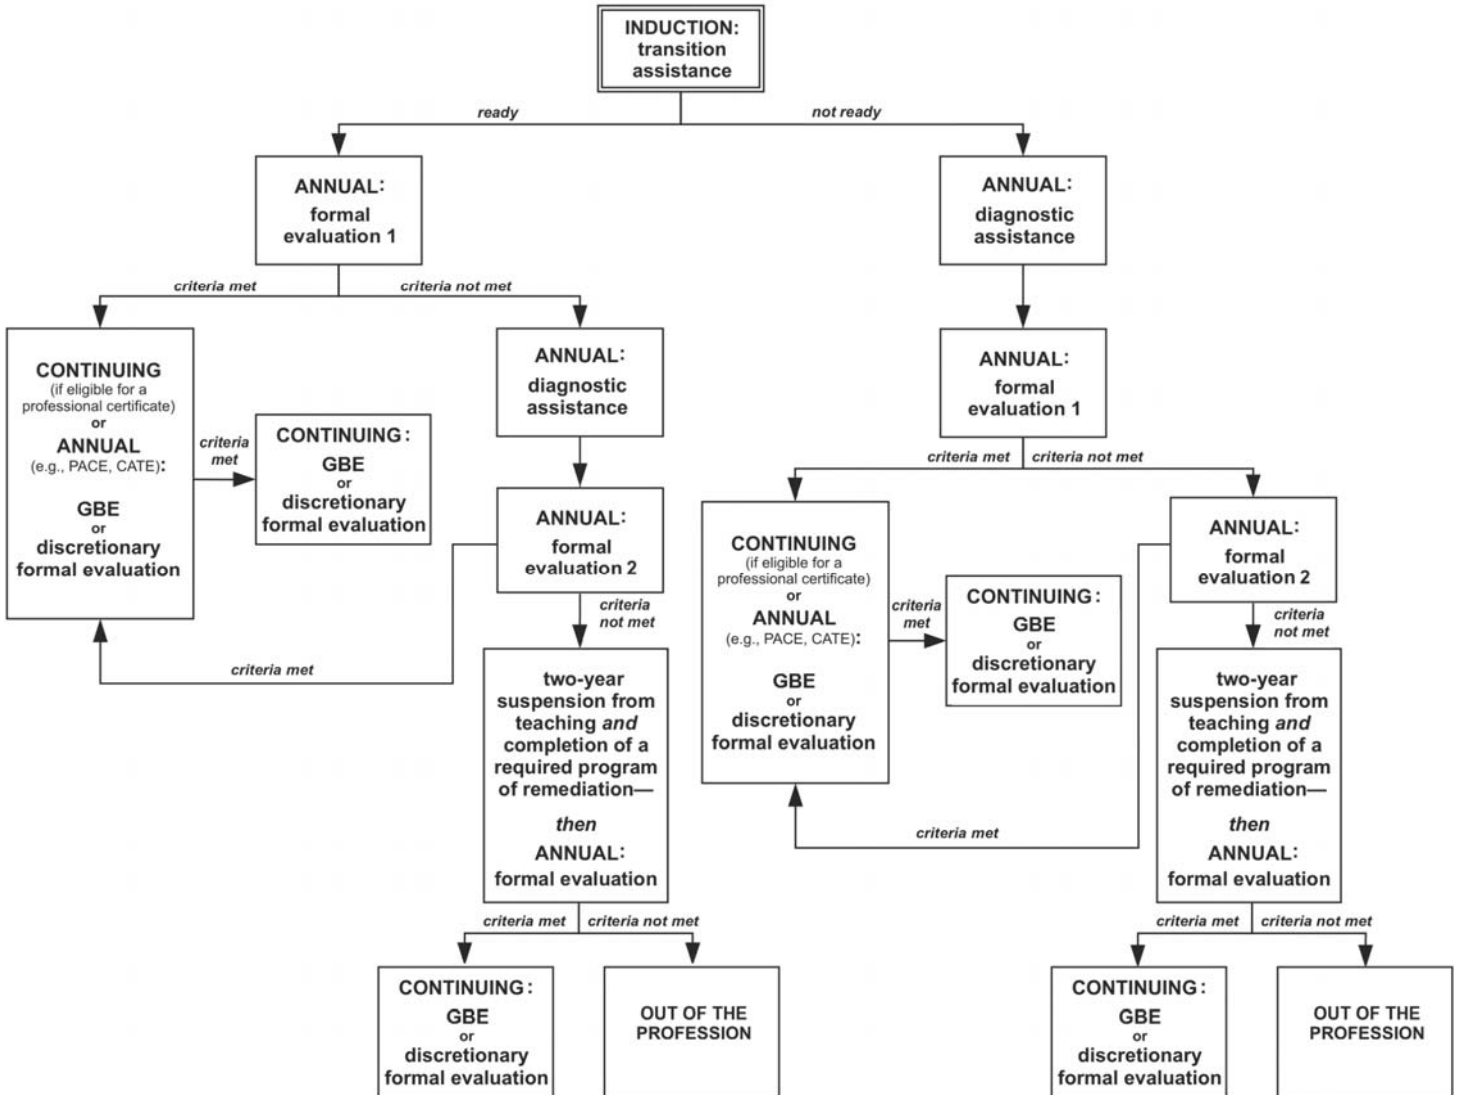 INDUCTION:
transition
assistance
ready
not ready
ANNUAL:
formal
evaluation 1
ANNUAL:
diagnostic
assistance
criteria met
criteria not met
CONTINUING
(if eligible for a
professional certificate)
or
ANNUAL
(e.g., PACE, CATE):
GBE
or
discretionary
formal evaluation
criteria
met
CONTINUING:
GBE
or
discretionary
formal evaluation
ANNUAL:
diagnostic
assistance
ANNUAL:
formal
evaluation 2
criteria
not met
criteria met
two-year
suspension from
teaching and
completion of a
required program
of remediation—
then
ANNUAL:
formal evaluation
criteria met
criteria not met
CONTINUING:
GBE
or
discretionary
formal evaluation
OUT OF THE
PROFESSION
ANNUAL:
formal
evaluation 1
criteria met
criteria not met
CONTINUING
(if eligible for a
professional certificate)
or
ANNUAL
(e.g., PACE, CATE):
GBE
or
discretionary
formal evaluation
criteria
met
CONTINUING:
GBE
or
discretionary
formal evaluation
ANNUAL:
formal
evaluation 2
criteria
not met
criteria met
two-year
suspension from
teaching and
completion of a
required program
of remediation—
then
ANNUAL:
formal evaluation
criteria met
criteria not met
CONTINUING:
GBE
or
discretionary
formal evaluation
OUT OF THE
PROFESSION